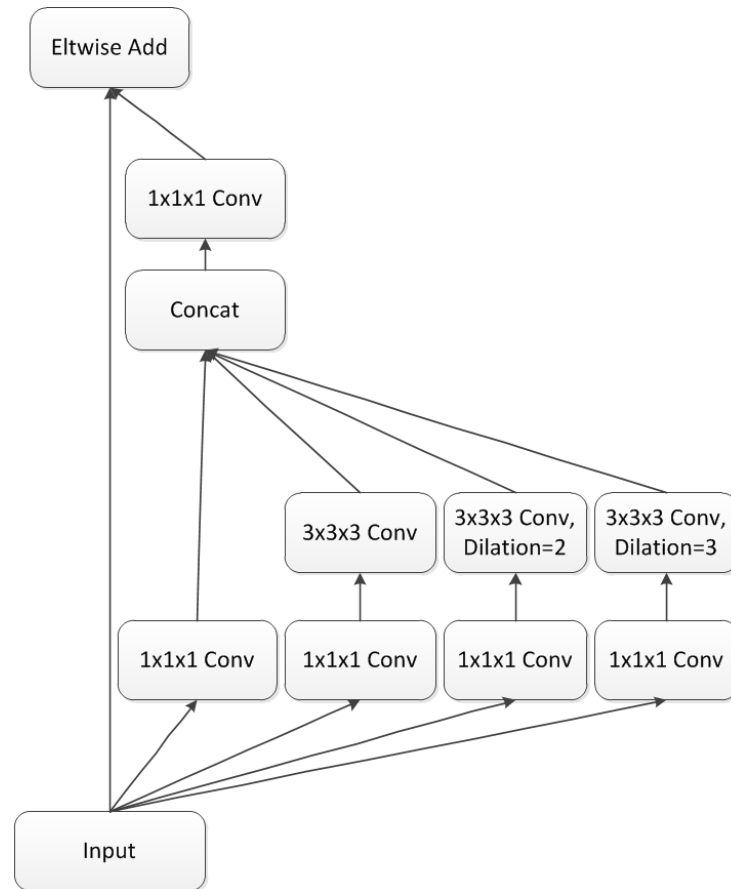 Eltwise Add
1x1x1 Conv
Concat
3x3x3 Conv
3x3x3 Conv,
Dilation=2
3x3x3 Conv,
Dilation=3
1x1x1 Conv
1x1x1 Conv
1x1x1 Conv
1x1x1 Conv
Input